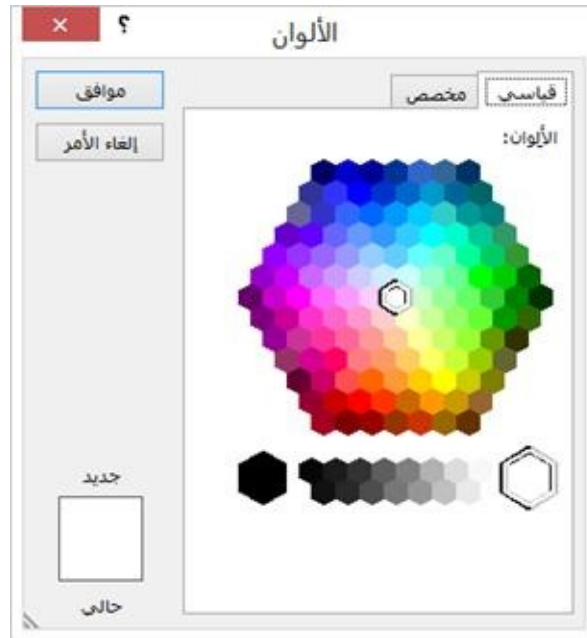 الألوان
؟
قياسي
مخصص
الألوان:
موافق
إلغاء الأمر
جديد
حالي